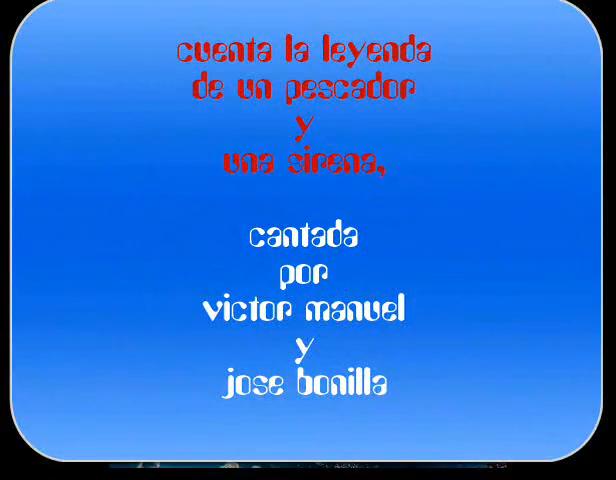 cuenta la leyenda
de un pescador
y
una sirena,
cantada
por
victor manuel
y
jose bonilla